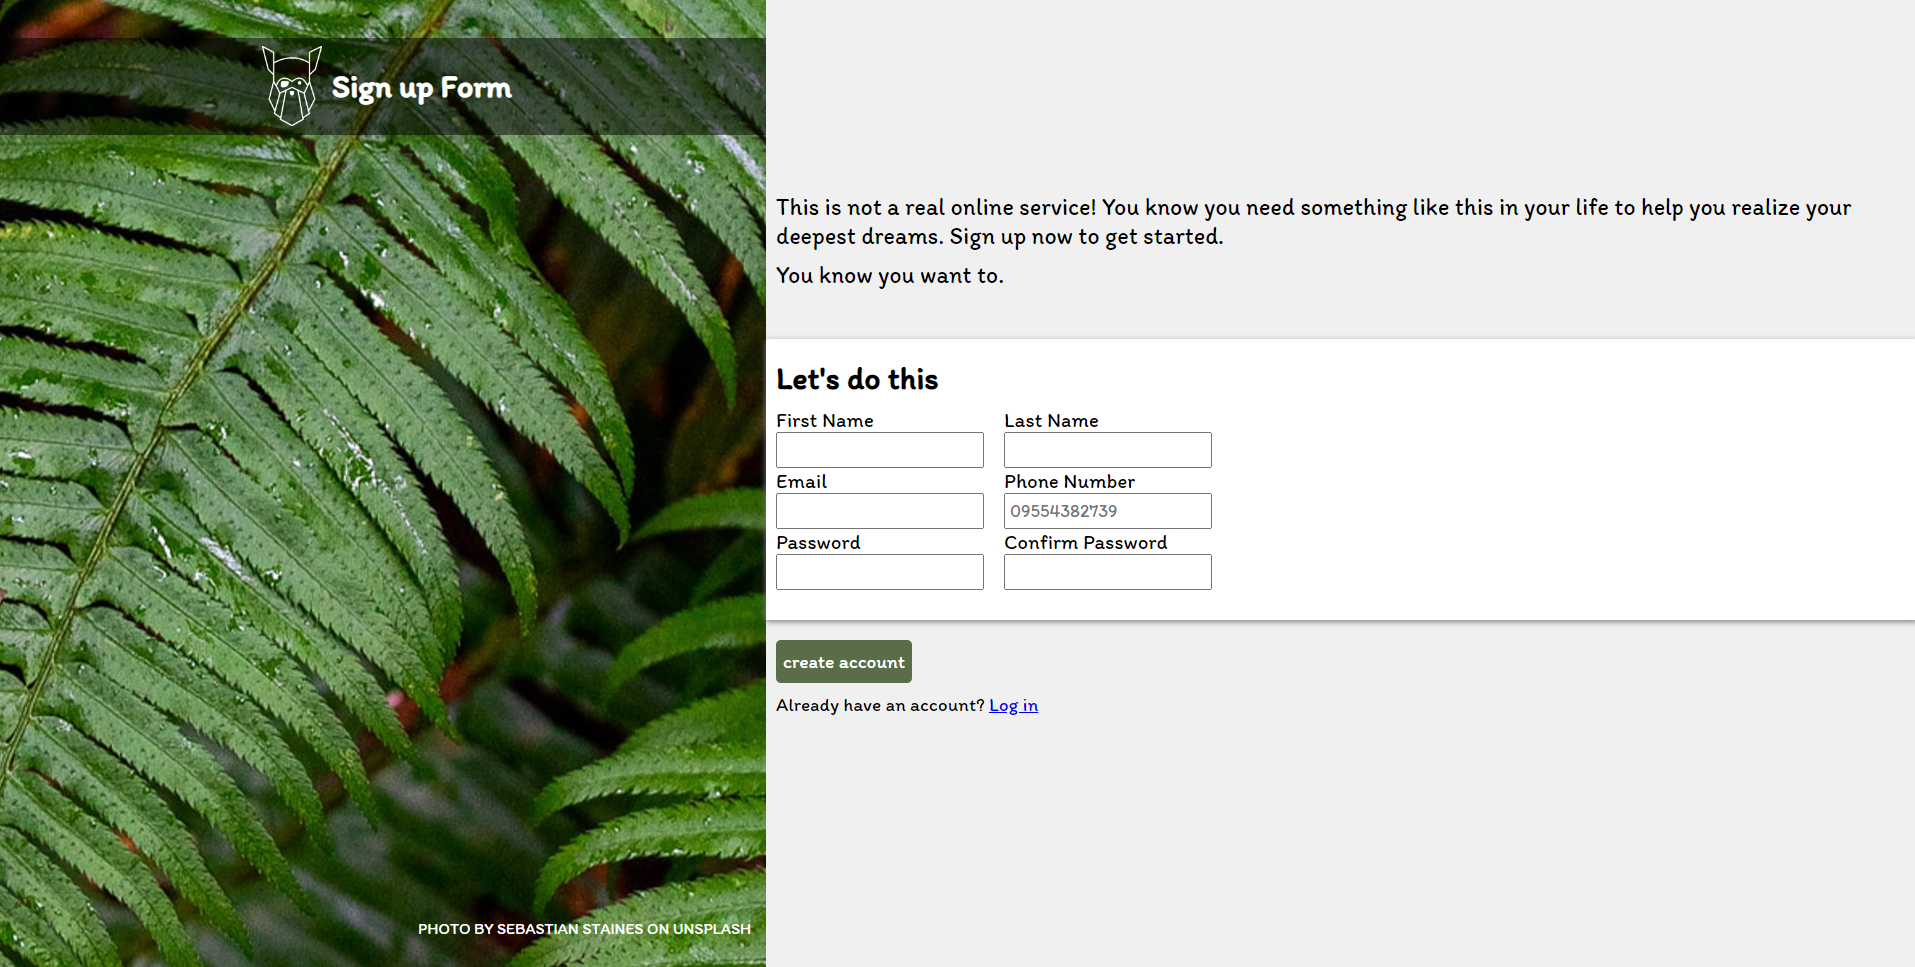 Sign up Form
This is not a real online service! You know you need something like this in your life to help you realize your
deepest dreams. Sign up now to get started.
You know you want to.
Let's do this
First Name
Last Name
Email
Phone Number
09554382739
Password
Confirm Password
create account
Already have an account? Log in
PHOTO BY SEBASTIAN STAINES ON UNSPLASH